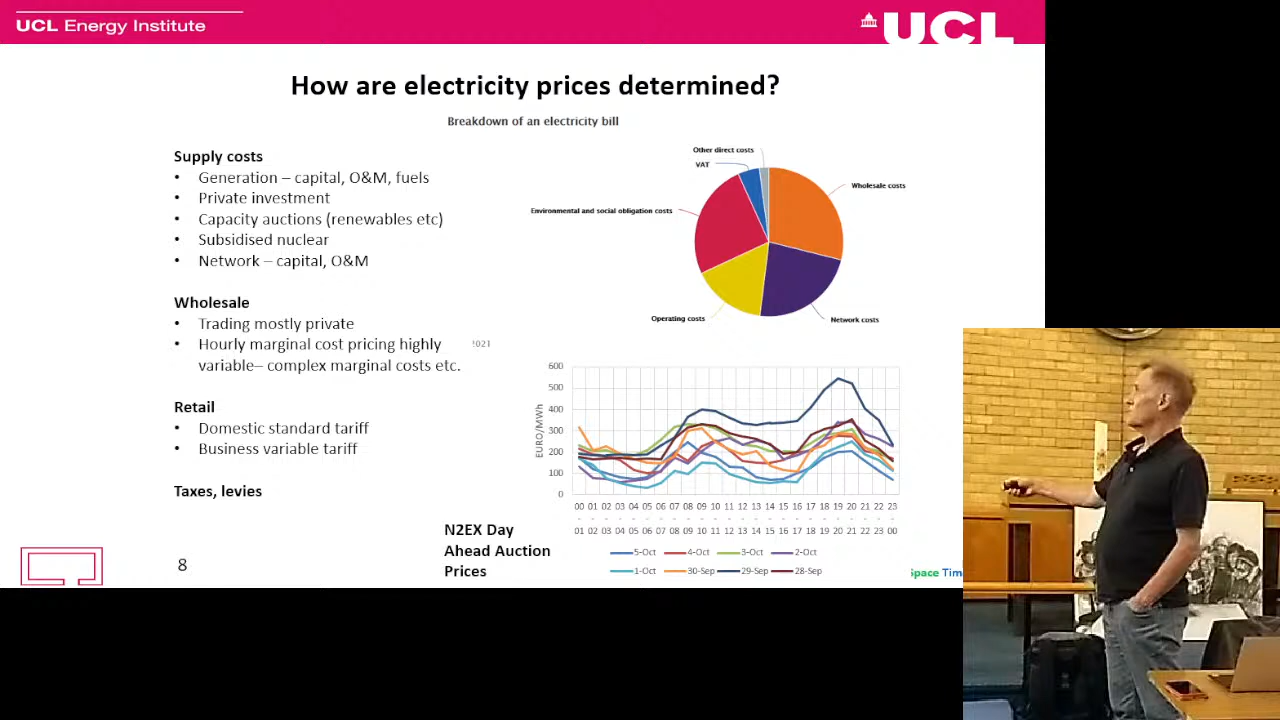 UCL Energy Institute
UCL
How are electricity prices determined?
Breakdown of an electricity bill
Supply costs
• Generation – capital, O&M, fuels
• Private investment
• Capacity auctions (renewables etc)
• Subsidised nuclear
• Network – capital, O&M
Wholesale
• Trading mostly private
• Hourly marginal cost pricing highly
variable– complex marginal costs etc.
Retail
• Domestic standard tariff
• Business variable tariff
Taxes, levies
Other direct costs
VAT
Wholesale costs
Environmental and social obligation costs
Operating costs
Network costs
2021
EURO/MWh
600
500
400
300
200
100
0
00 01 02 03 04 05 06 07 08 09 10 11 12 13 14 15 16 17 18 19 20 21 22 23
- - - - - - - - - - - - - - - - - - - - - - - -
01 02 03 04 05 06 07 08 09 10 11 12 13 14 15 16 17 18 19 20 21 22 23 00
5-Oct 4-Oct 3-Oct 2-Oct
1-Oct 30-Sep 29-Sep 28-Sep
N2EX Day
Ahead Auction
Prices
8
Space Tim